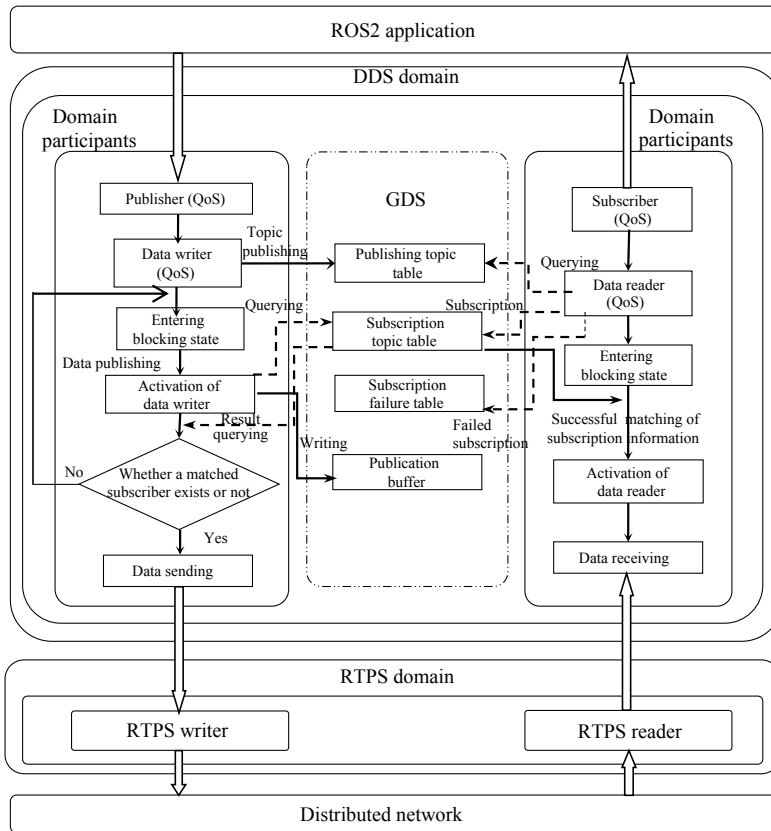 ROS2 application
DDS domain
Domain
participants
Publisher (QoS)
Data writer
(QoS)
Topic
publishing
Entering
blocking state
Data publishing
Querying
Activation of
data writer
Result
querying
Writing
No
Whether a matched
subscriber exists or not
Yes
Data sending
GDS
Publishing topic
table
Subscription
topic table
Subscription
failure table
Publication
buffer
Domain
participants
Subscriber
(QoS)
Querying
Data reader
(QoS)
Subscription
Entering
blocking state
Failed
subscription
Successful matching of
subscription information
Activation of
data reader
Data receiving
RTPS domain
RTPS writer
RTPS reader
Distributed network